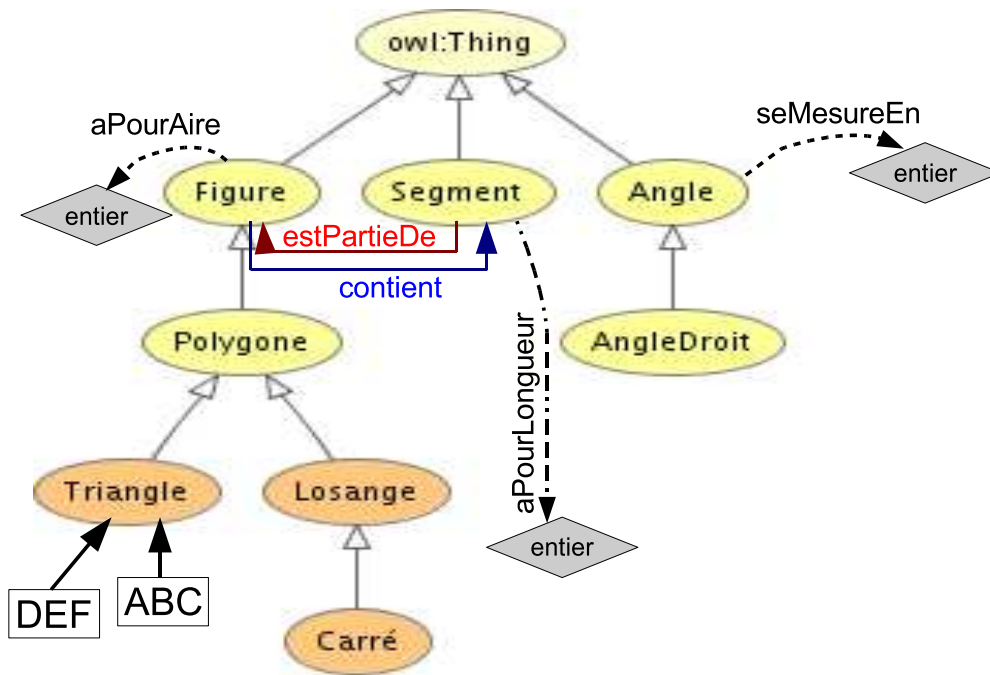 owl:Thing
aPourAire
seMesureEn
entier
Figure
Segment
Angle
entier
estPartieDe
contient
Polygone
AngleDroit
aPourLongueur
Triangle
Losange
entier
DEF
ABC
Carré